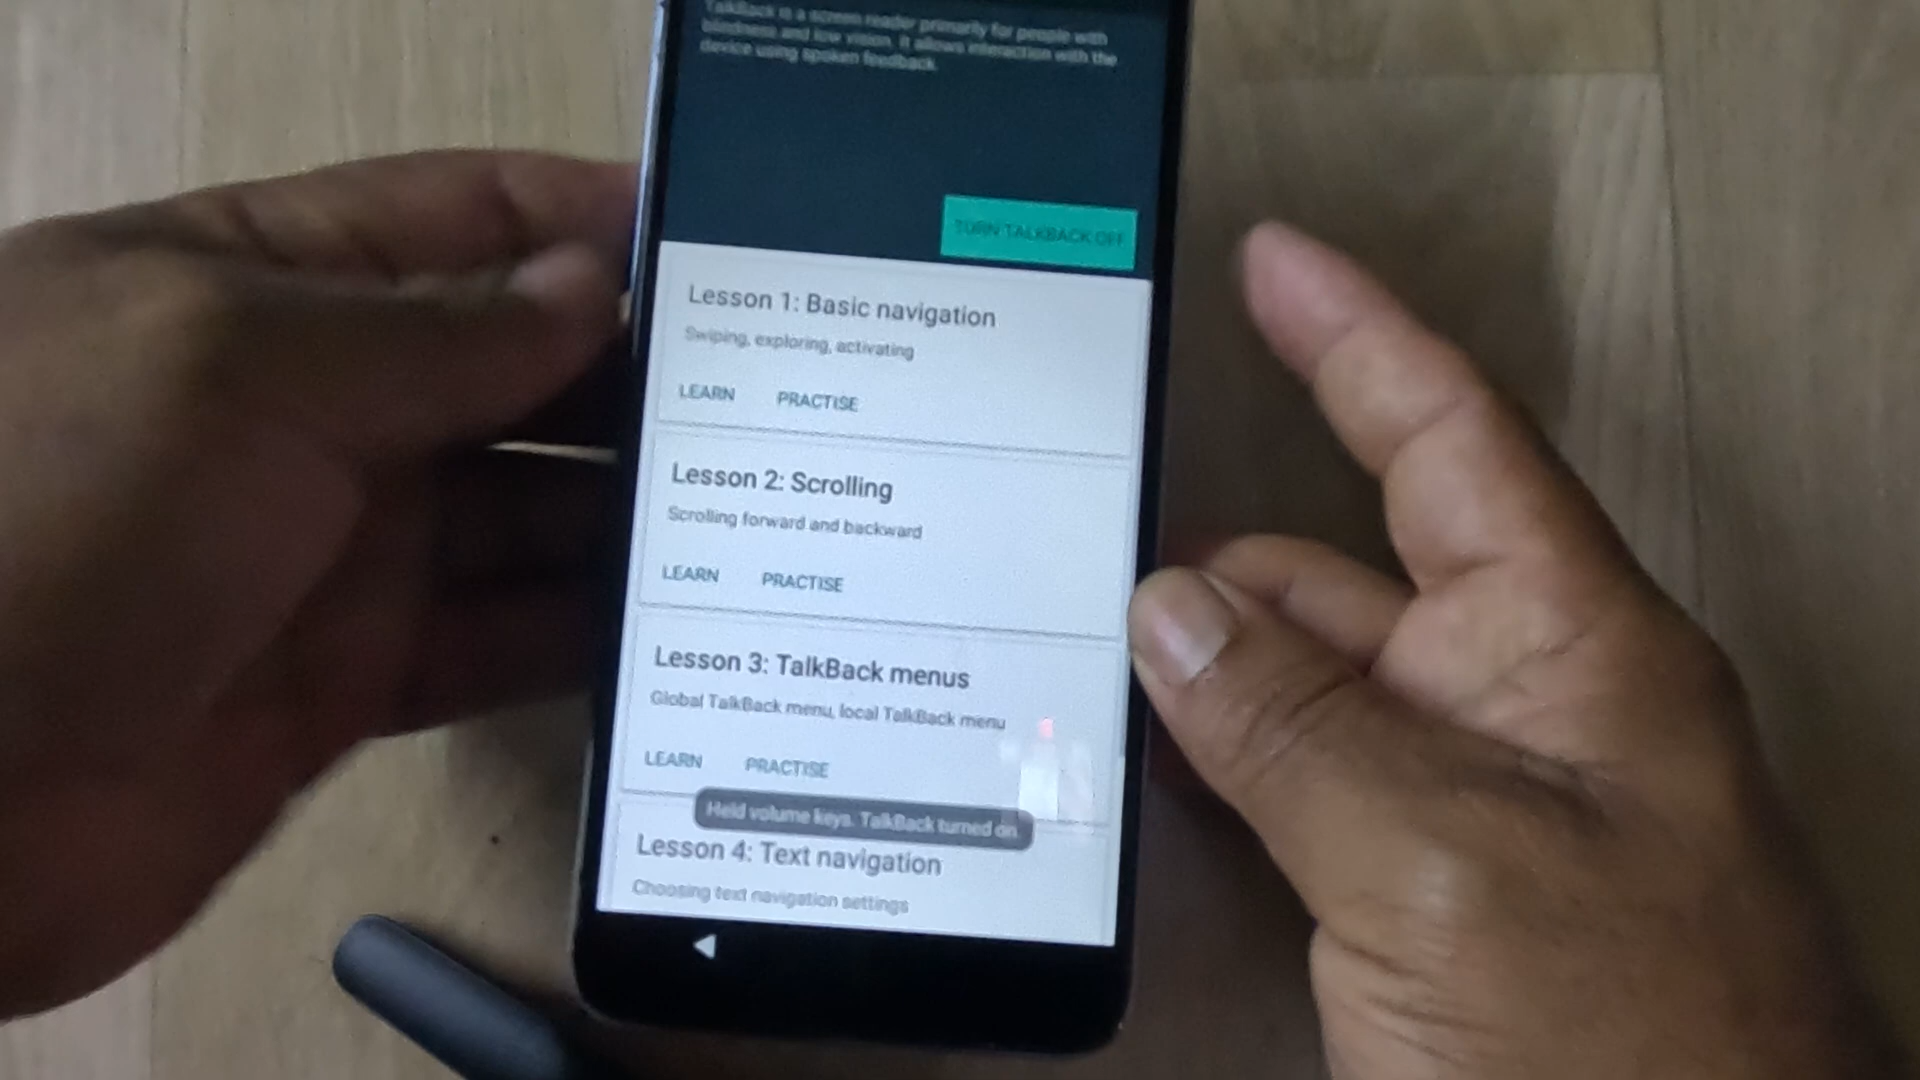 TalkBack is a screen reader primarily for people with
blindness and low vision. It allows interaction with the
device using spoken feedback.
TURN TALKBACK OFF
Lesson 1: Basic navigation
Swiping, exploring, activating
LEARN PRACTISE
Lesson 2: Scrolling
Scrolling forward and backward
LEARN PRACTISE
Lesson 3: TalkBack menus
Global TalkBack menu, local TalkBack menu
LEARN PRACTISE
Held volume keys. TalkBack turned on.
Lesson 4: Text navigation
Choosing text navigation settings